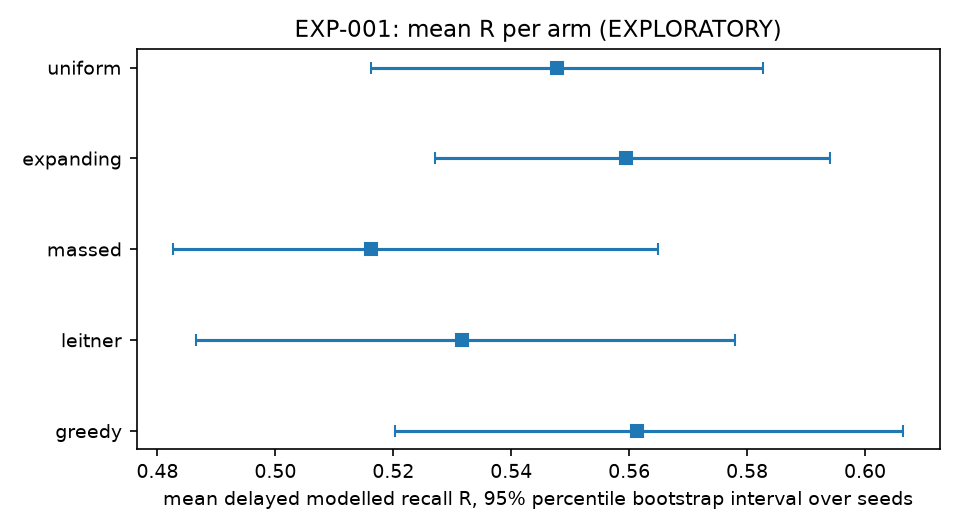 EXP-001: mean R per arm (EXPLORATORY)
uniform
expanding
massed
leitner
greedy
0.48 0.50 0.52 0.54 0.56 0.58 0.60
mean delayed modelled recall R, 95% percentile bootstrap interval over seeds